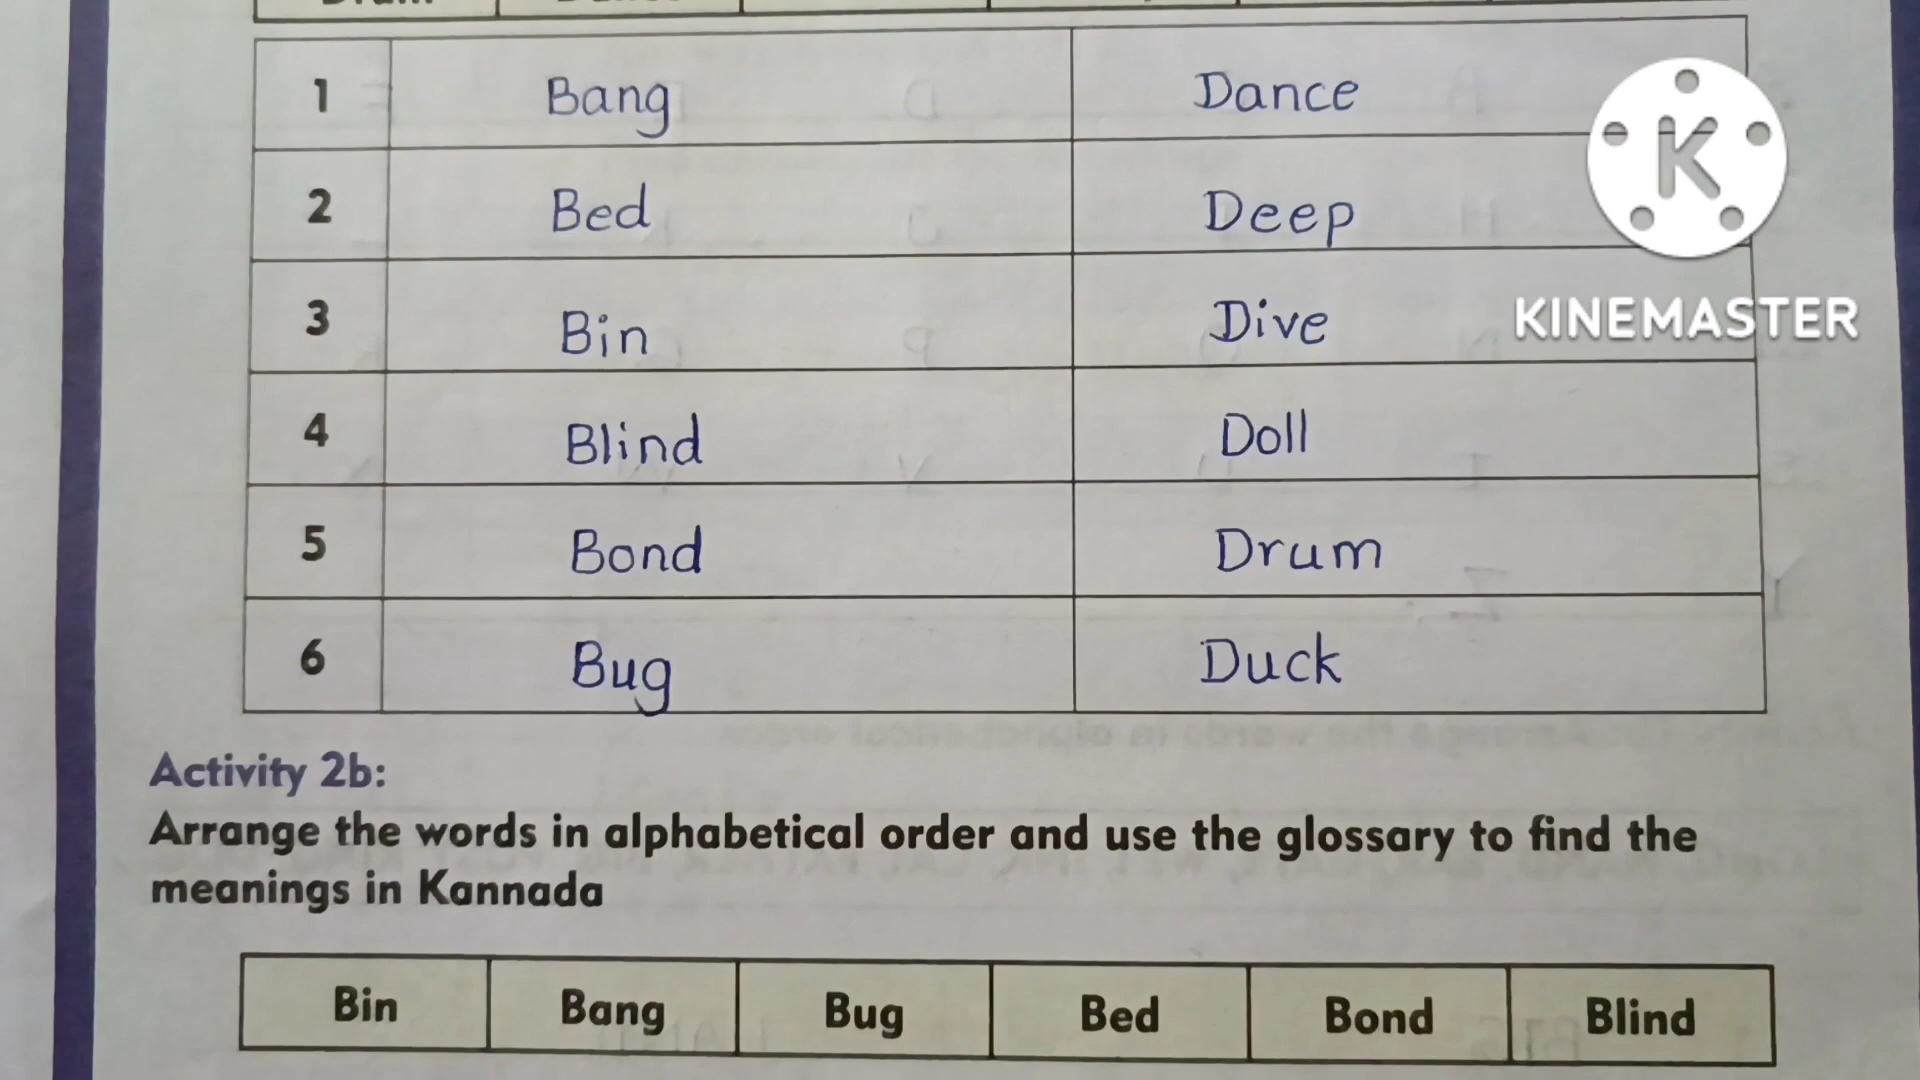 1 Bang Dance
2 Bed Deep
3 Bin Dive
4 Blind Doll
5 Bond Drum
6 Bug Duck
K
KINEMASTER
Activity 2b:
Arrange the words in alphabetical order and use the glossary to find the
meanings in Kannada
Bin Bang Bug Bed Bond Blind